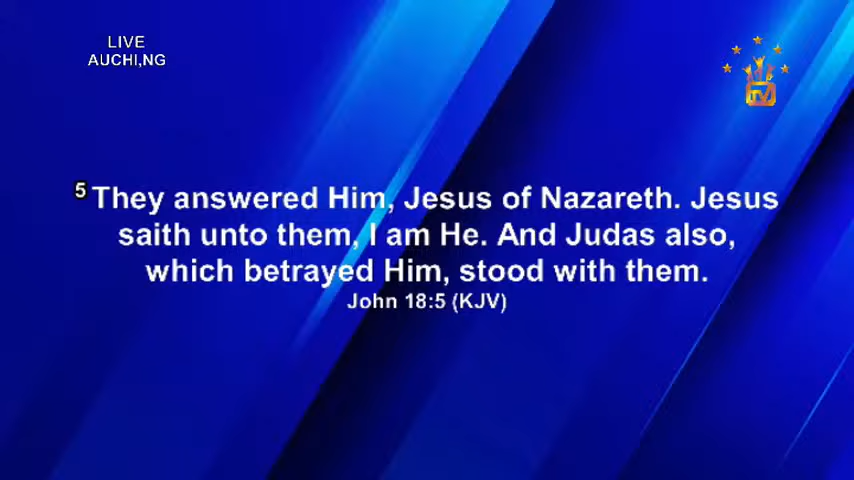 LIVE
AUCHI,NG
TV
5 They answered Him, Jesus of Nazareth. Jesus
saith unto them, I am He. And Judas also,
which betrayed Him, stood with them.
John 18:5 (KJV)